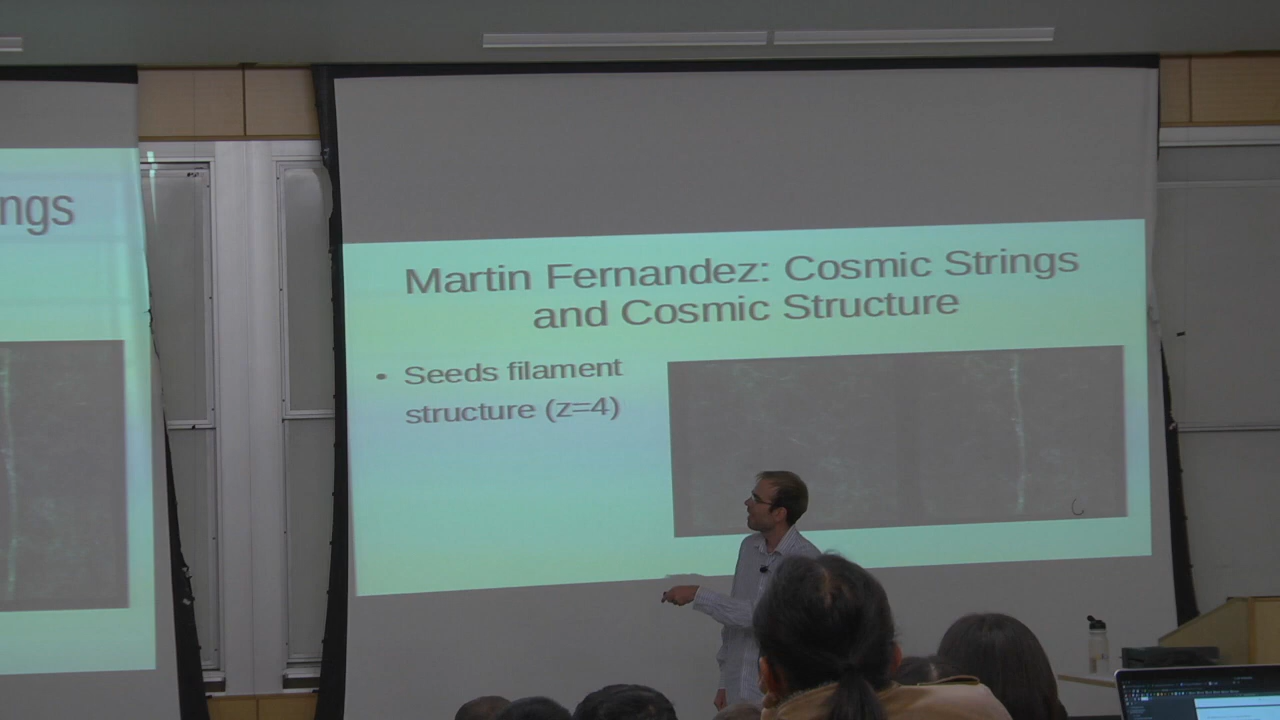 ngs
Martin Fernandez: Cosmic Strings
and Cosmic Structure
• Seeds filament
structure (z=4)